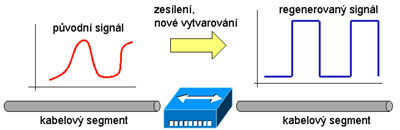 původní signál
zesílení,
nové vytvarování
regenerovaný signál
kabelový segment
kabelový segment